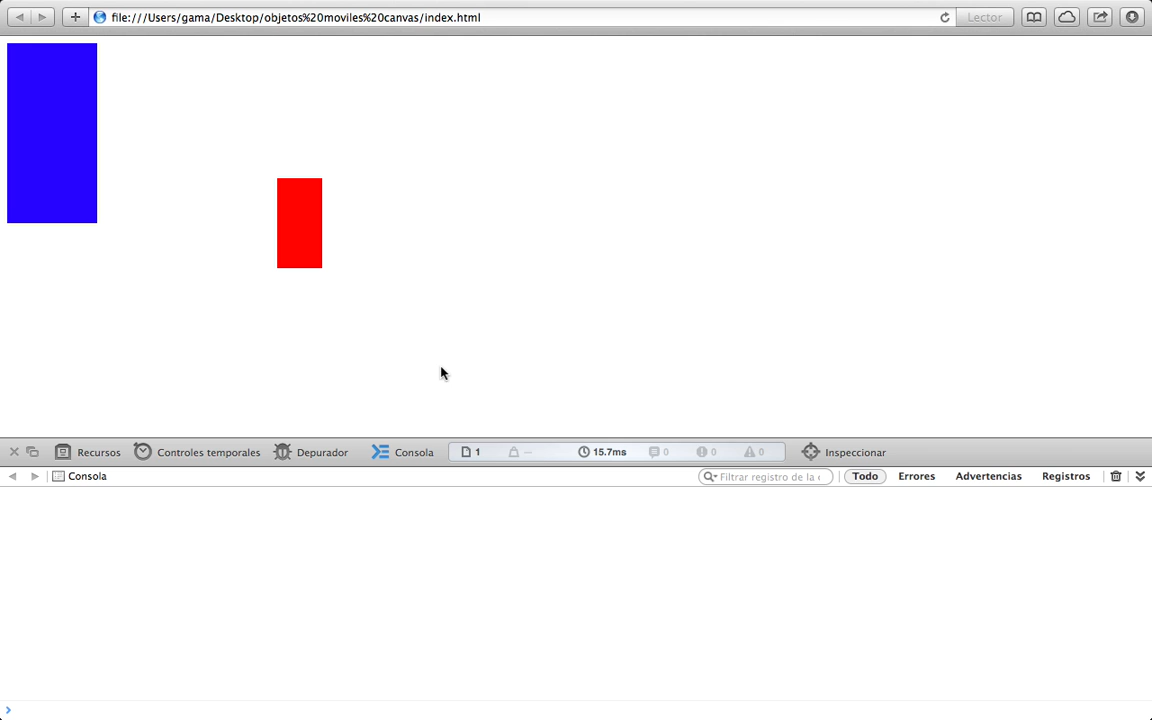 file:///Users/gama/Desktop/objetos%20moviles%20canvas/index.html Lector
Recursos Controles temporales Depurador Consola 1 — 15.7ms 0 0 0 Inspeccionar
Consola Filtrar registro de la c Todo Errores Advertencias Registros